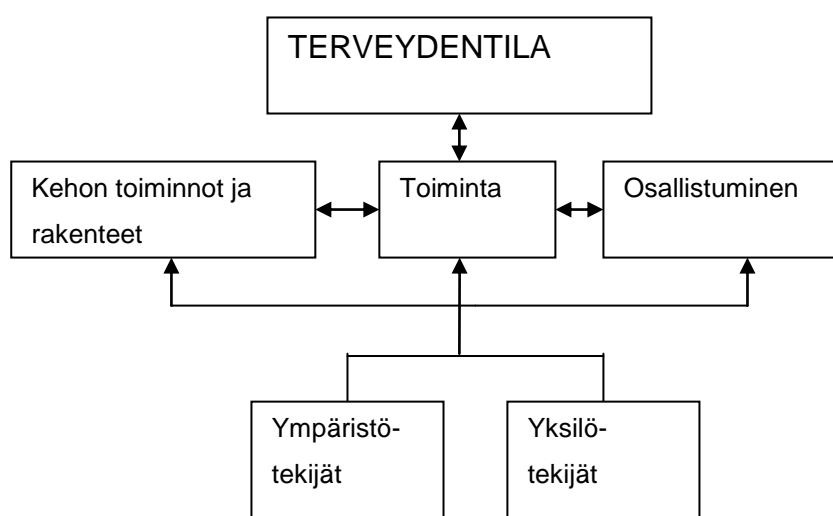 TERVEYDENTILA
Kehon toiminnot ja
rakenteet
Toiminta
Osallistuminen
Ympäristö-
tekijät
Yksilö-
tekijät